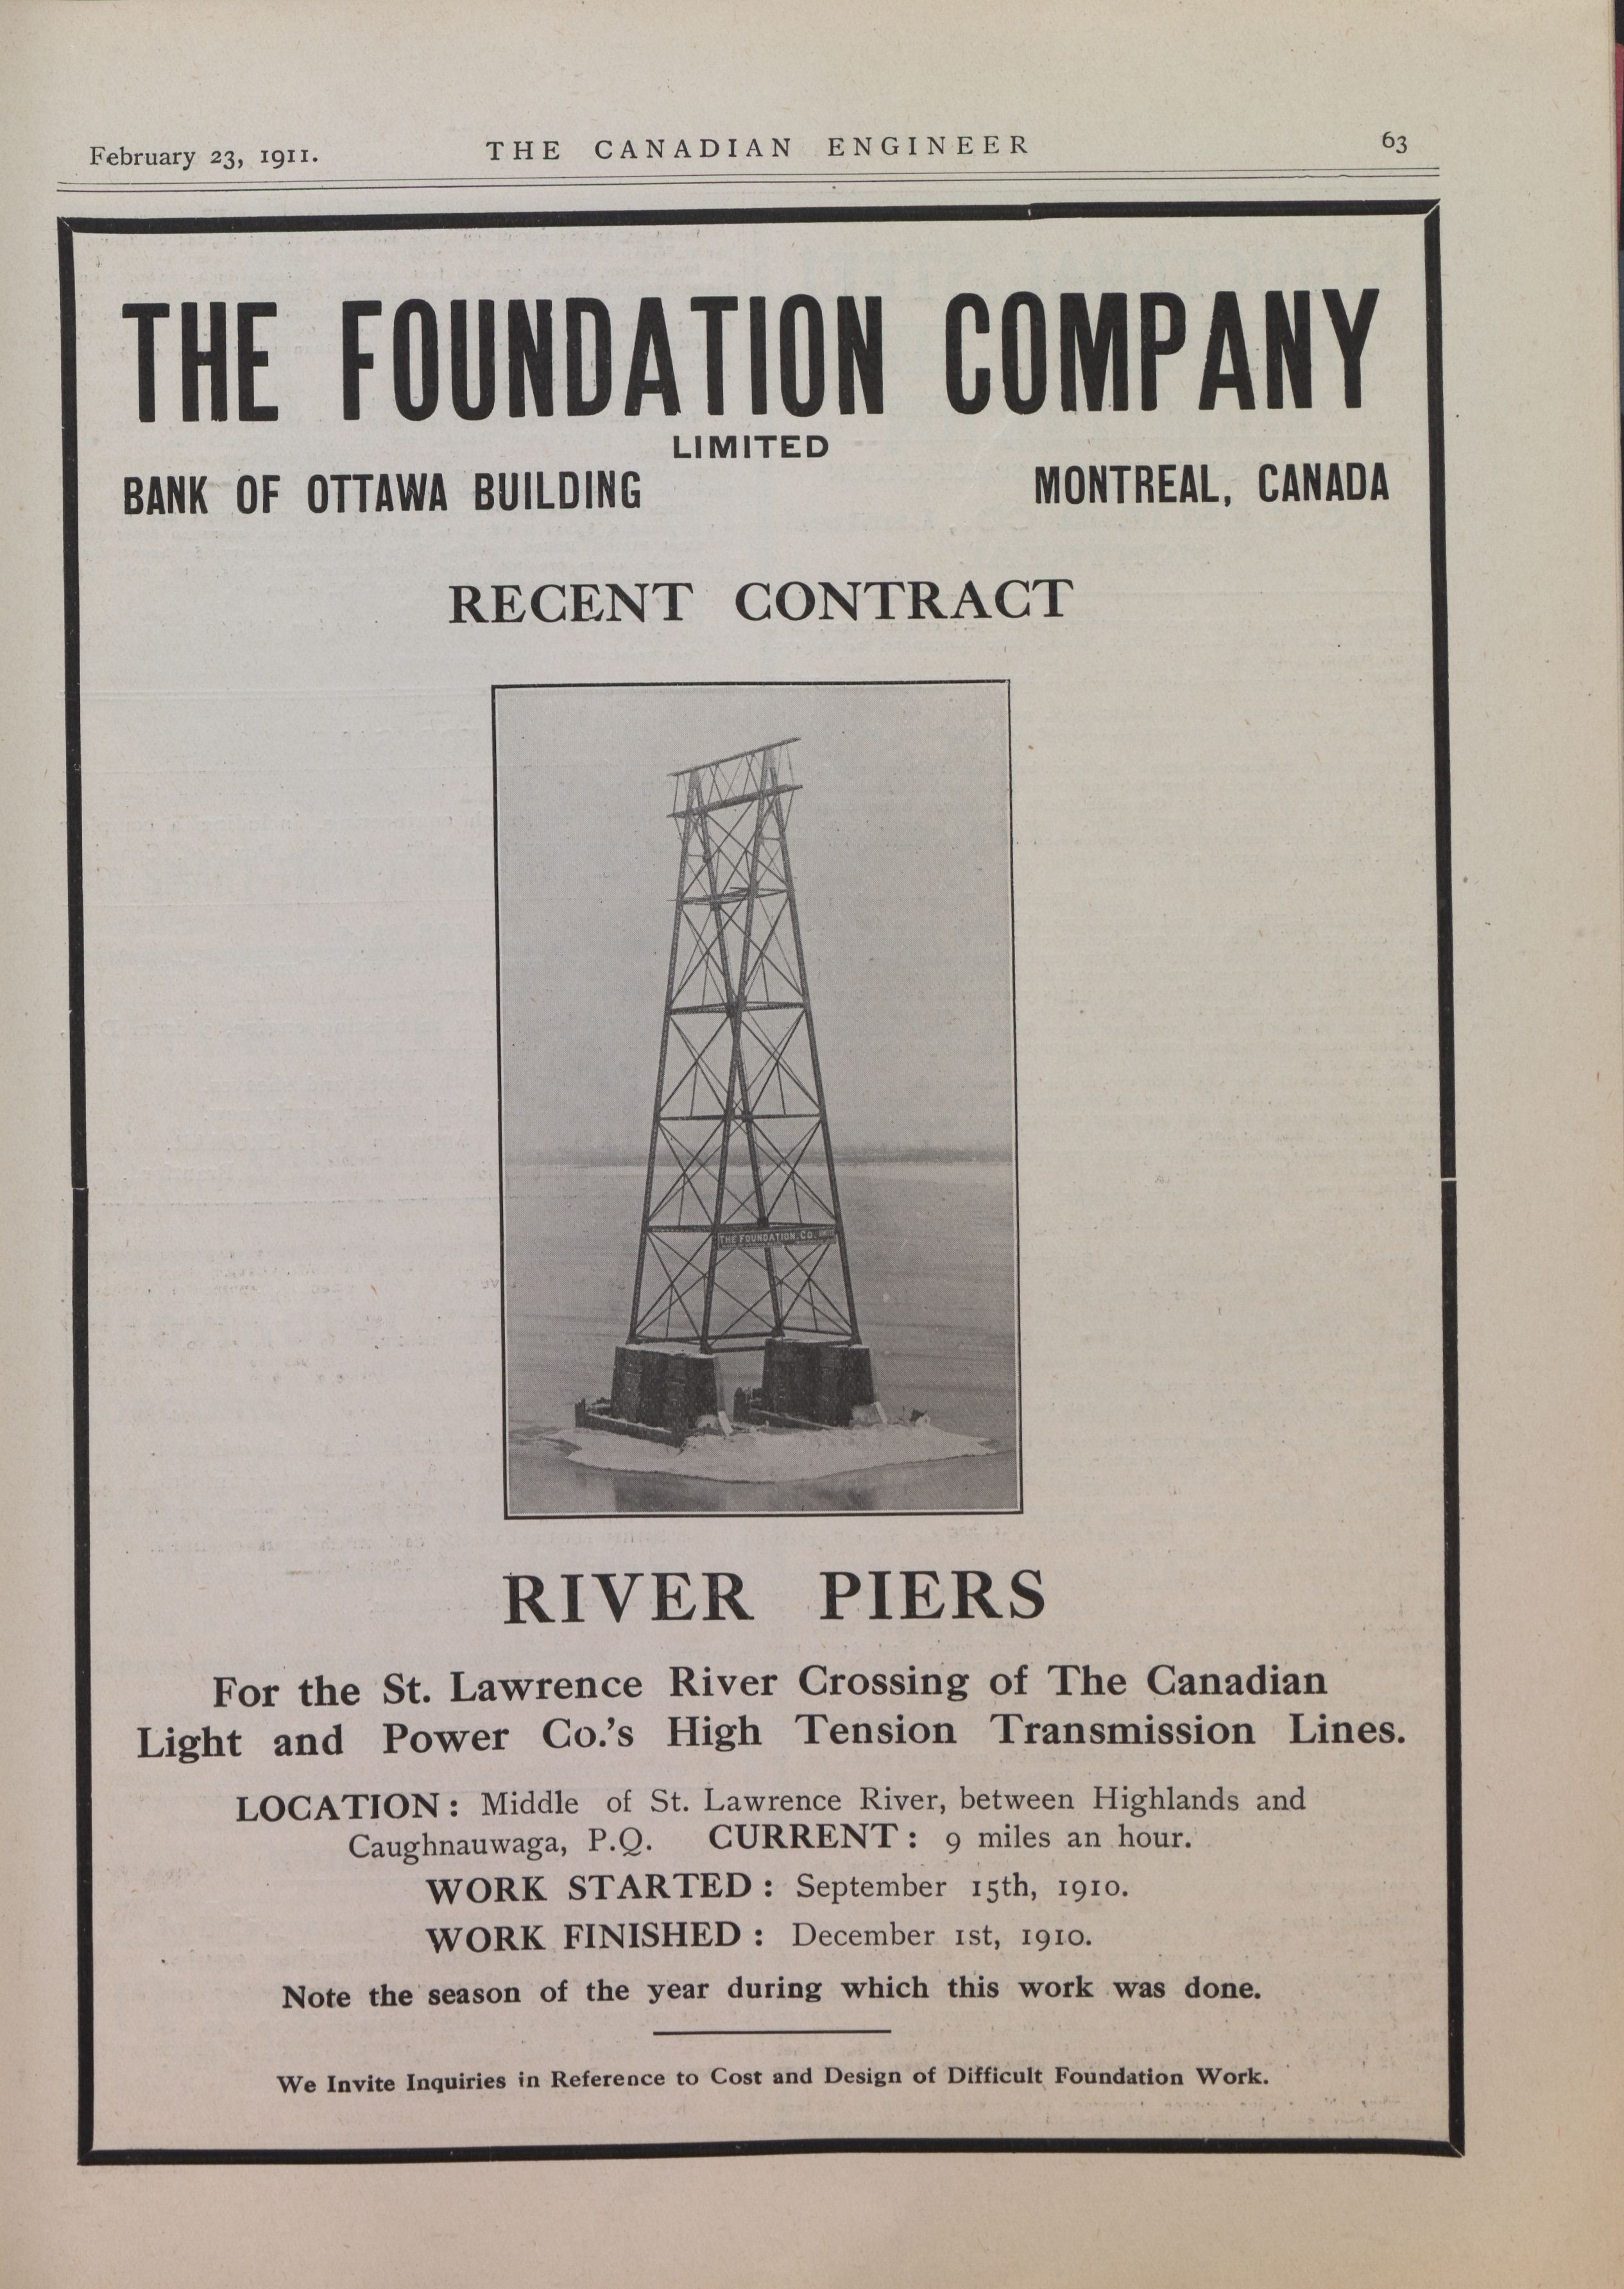 February 23, 1911. THE CANADIAN ENGINEER 63
THE FOUNDATION COMPANY
LIMITED
BANK OF OTTAWA BUILDING MONTREAL, CANADA
RECENT CONTRACT
THE FOUNDATION CO.
RIVER PIERS
For the St. Lawrence River Crossing of The Canadian
Light and Power Co.'s High Tension Transmission Lines.
LOCATION: Middle of St. Lawrence River, between Highlands and
Caughnauwaga, P.Q. CURRENT: 9 miles an hour.
WORK STARTED: September 15th, 1910.
WORK FINISHED: December 1st, 1910.
Note the season of the year during which this work was done.
We Invite Inquiries in Reference to Cost and Design of Difficult Foundation Work.